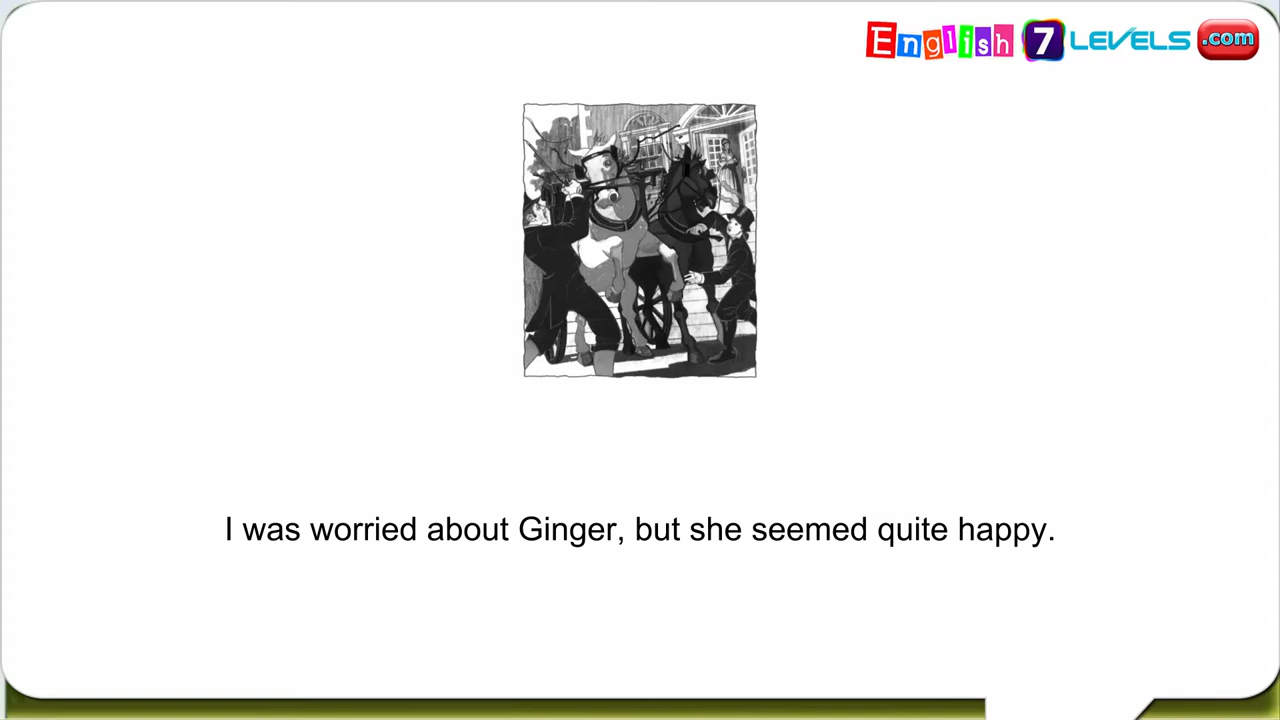 English 7 LEVELS .com
I was worried about Ginger, but she seemed quite happy.